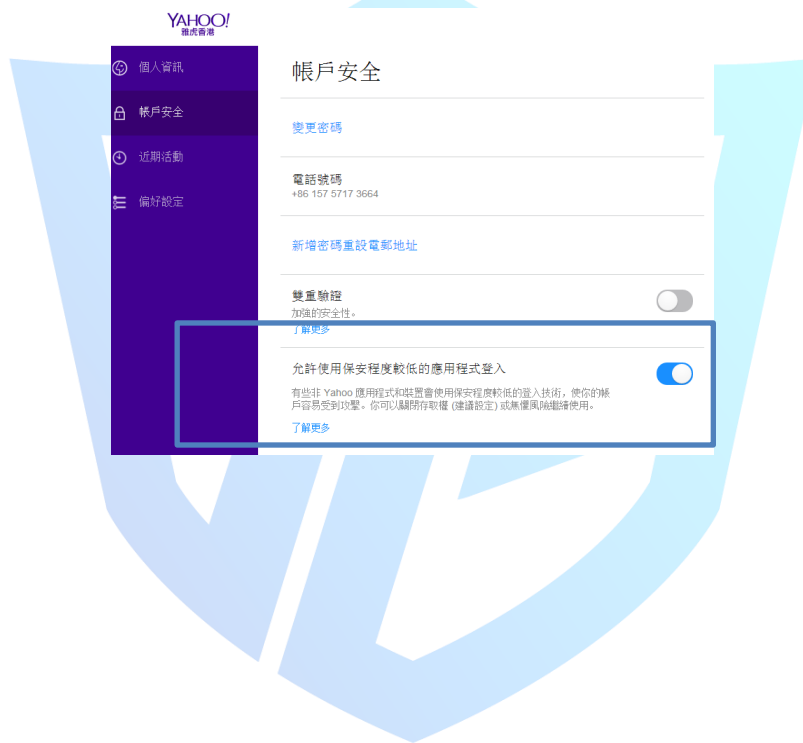 YAHOO!
雅虎香港
個人資訊
帳戶安全
近期活動
偏好設定
帳戶安全
變更密碼
電話號碼
+86 157 5717 3664
新增密碼重設電郵地址
雙重驗證
加強的安全性。
了解更多
允許使用保安程度較低的應用程式登入
有些非 Yahoo 應用程式和裝置會使用保安程度較低的登入技術，使你的帳
戶容易受到攻擊。你可以關閉存取權 (建議設定) 或無懼風險繼續使用。
了解更多